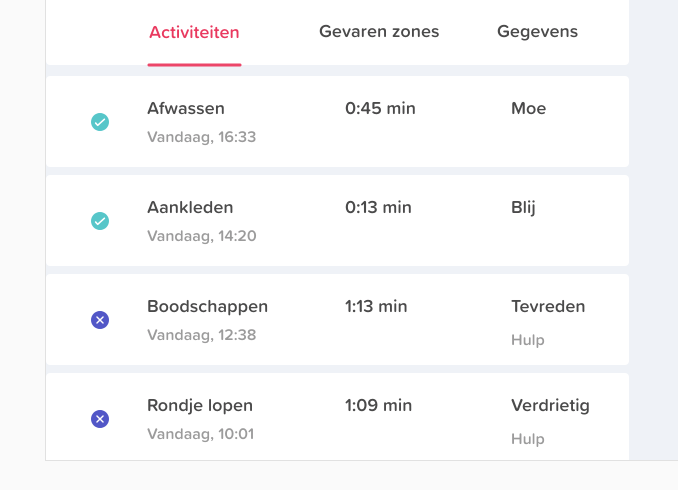 Activiteiten Gevaren zones Gegevens
Afwassen 0:45 min Moe
Vandaag, 16:33
Aankleden 0:13 min Blij
Vandaag, 14:20
Boodschappen 1:13 min Tevreden
Vandaag, 12:38 Hulp
Rondje lopen 1:09 min Verdrietig
Vandaag, 10:01 Hulp